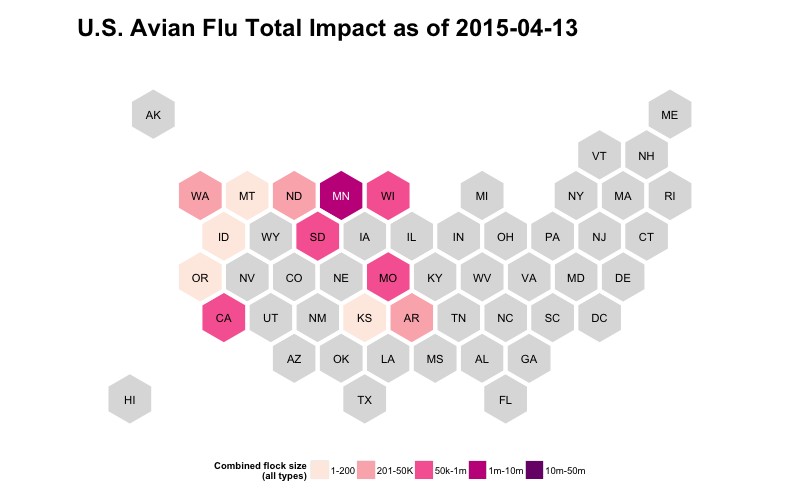 U.S. Avian Flu Total Impact as of 2015-04-13
AK ME
VT NH
WA MT ND MN WI MI NY MA RI
ID WY SD IA IL IN OH PA NJ CT
OR NV CO NE MO KY WV VA MD DE
CA UT NM KS AR TN NC SC DC
AZ OK LA MS AL GA
HI TX FL
Combined flock size
(all types) 1-200 201-50K 50k-1m 1m-10m 10m-50m